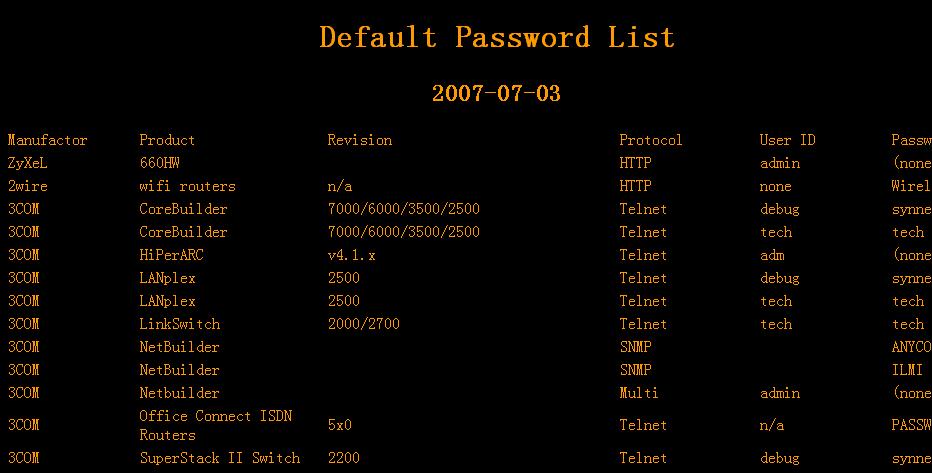 Default Password List
2007-07-03
Manufactor Product Revision Protocol User ID Passw
ZyXeL 660HW HTTP admin (none
2wire wifi routers n/a HTTP none Wirel
3COM CoreBuilder 7000/6000/3500/2500 Telnet debug synne
3COM CoreBuilder 7000/6000/3500/2500 Telnet tech tech
3COM HiPerARC v4.1.x Telnet adm (none
3COM LANplex 2500 Telnet debug synne
3COM LANplex 2500 Telnet tech tech
3COM LinkSwitch 2000/2700 Telnet tech tech
3COM NetBuilder SNMP ANYCO
3COM NetBuilder SNMP ILMI
3COM Netbuilder Multi admin (none
3COM Office Connect ISDN 5x0 Telnet n/a PASSW
Routers
3COM SuperStack II Switch 2200 Telnet debug synne